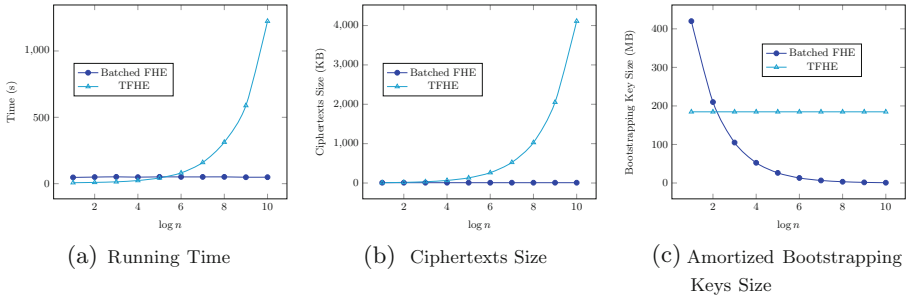 Time (s)
1,000
500
0
Batched FHE
TFHE
2 4 6 8 10
log n
(a) Running Time
Ciphertexts Size (KB)
4,000
3,000
2,000
1,000
0
Batched FHE
TFHE
2 4 6 8 10
log n
(b) Ciphertexts Size
Bootstrapping Key Size (MB)
400
300
200
100
0
Batched FHE
TFHE
2 4 6 8 10
log n
(c) Amortized Bootstrapping
Keys Size